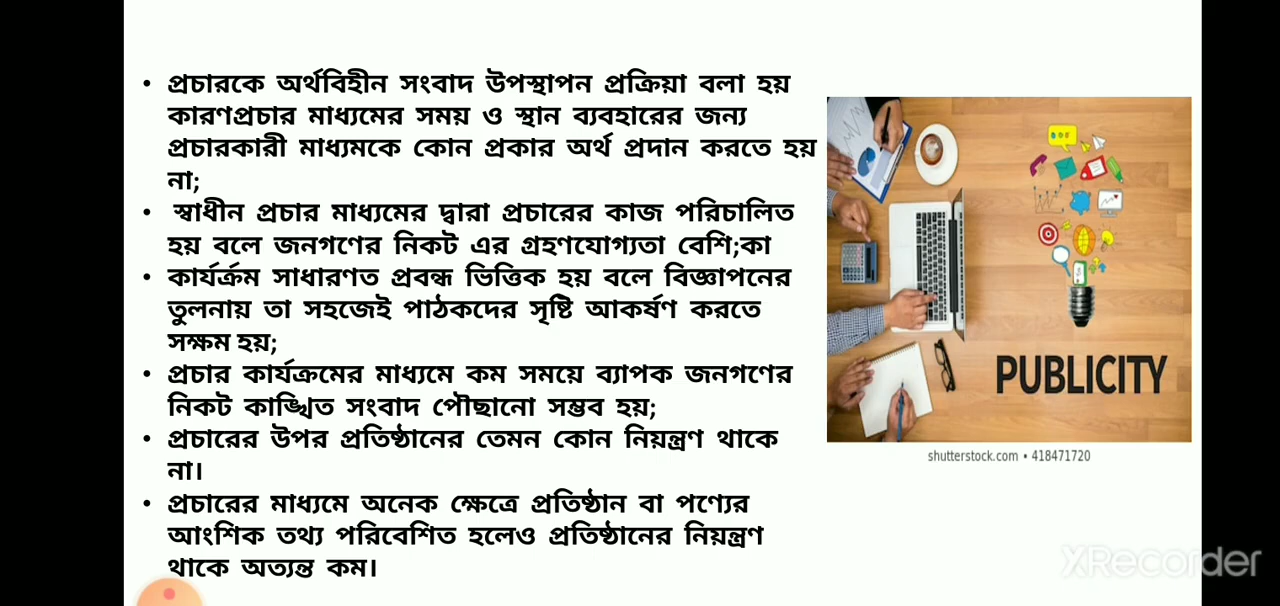 • প্রচারকে অর্থবিহীন সংবাদ উপস্থাপন প্রক্রিয়া বলা হয়
কারণপ্রচার মাধ্যমের সময় ও স্থান ব্যবহারের জন্য
প্রচারকারী মাধ্যমকে কোন প্রকার অর্থ প্রদান করতে হয়
না;
• স্বাধীন প্রচার মাধ্যমের দ্বারা প্রচারের কাজ পরিচালিত
হয় বলে জনগণের নিকট এর গ্রহণযোগ্যতা বেশি;কা
• কার্যর্ক্রম সাধারণত প্রবন্ধ ভিত্তিক হয় বলে বিজ্ঞাপনের
তুলনায় তা সহজেই পাঠকদের সৃষ্টি আকর্ষণ করতে
সক্ষম হয়;
• প্রচার কার্যক্রমের মাধ্যমে কম সময়ে ব্যাপক জনগণের
নিকট কাঙ্খিত সংবাদ পৌছানো সম্ভব হয়;
• প্রচারের উপর প্রতিষ্ঠানের তেমন কোন নিয়ন্ত্রণ থাকে
না।
• প্রচারের মাধ্যমে অনেক ক্ষেত্রে প্রতিষ্ঠান বা পণ্যের
আংশিক তথ্য পরিবেশিত হলেও প্রতিষ্ঠানের নিয়ন্ত্রণ
থাকে অত্যন্ত কম।
PUBLICITY
shutterstock.com • 418471720
XRecorder